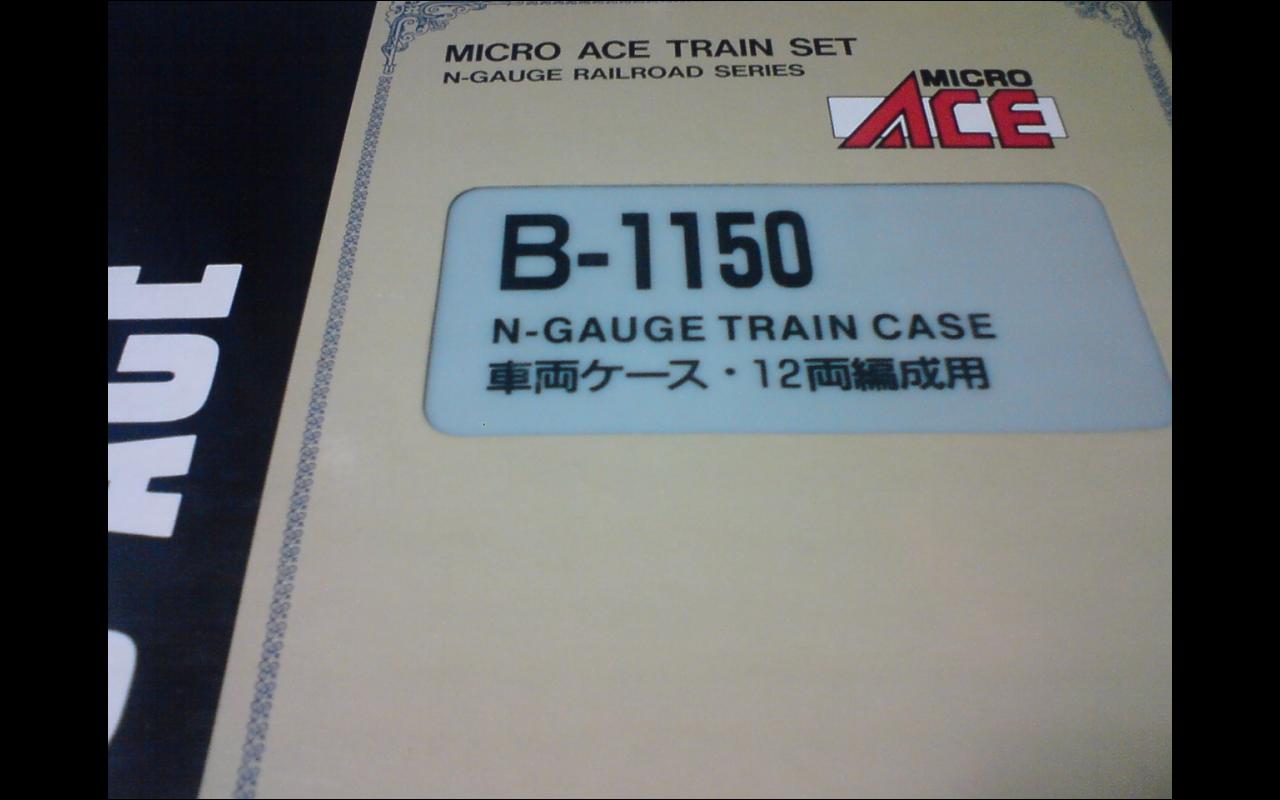 MICRO ACE TRAIN SET
N-GAUGE RAILROAD SERIES
MICRO
ACE
B-1150
N-GAUGE TRAIN CASE
車両ケース・12両編成用